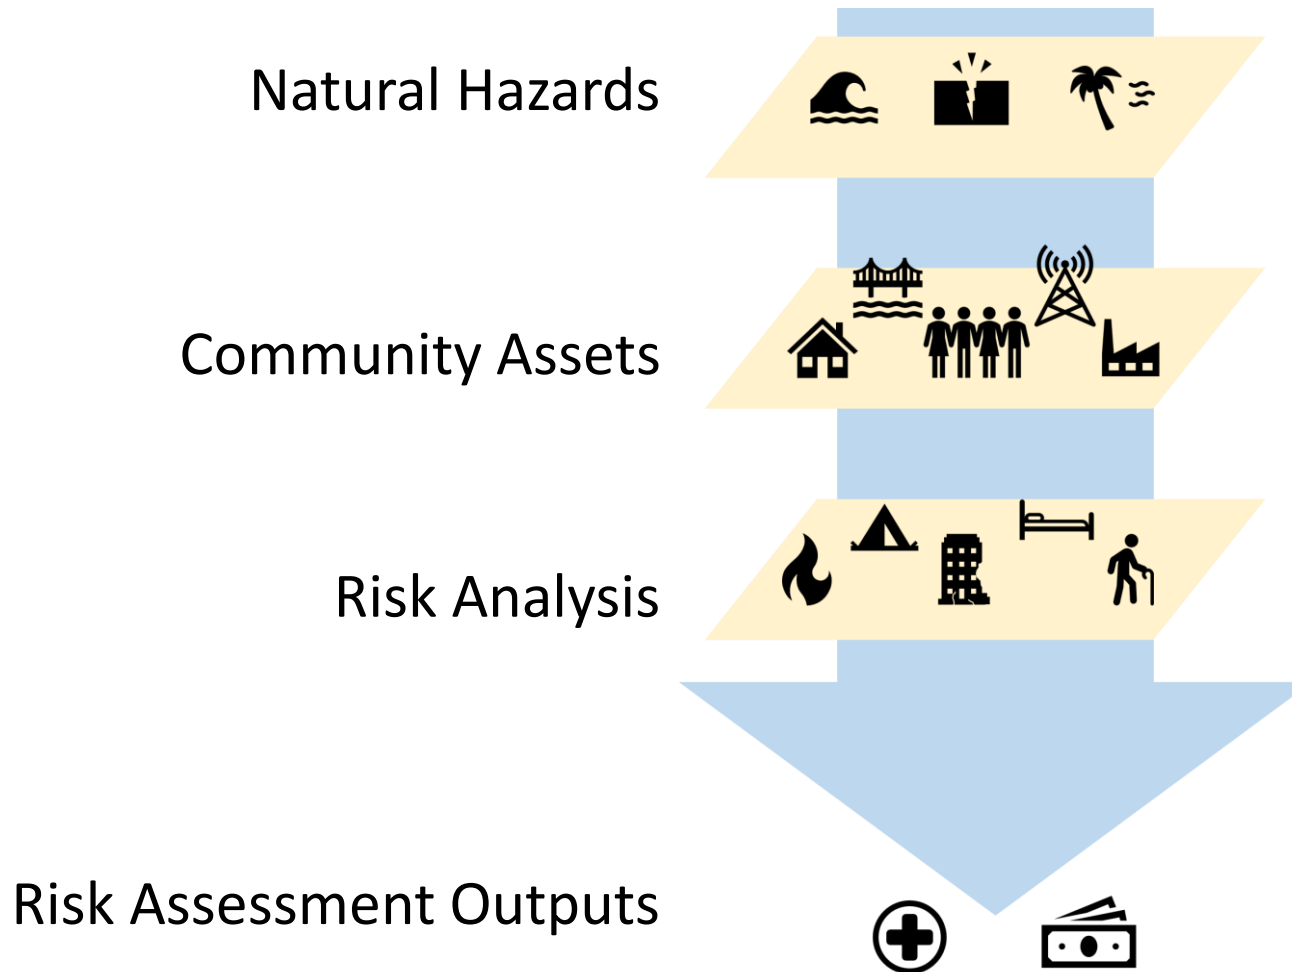 Natural Hazards
Community Assets
Risk Analysis
Risk Assessment Outputs